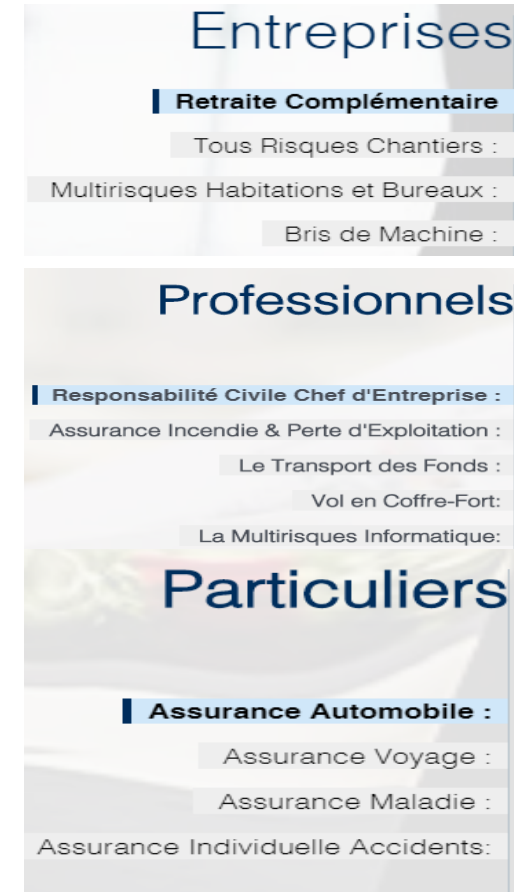 Entreprises
Retraite Complémentaire
Tous Risques Chantiers :
Multirisques Habitations et Bureaux :
Bris de Machine :
Professionnels
Responsabilité Civile Chef d'Entreprise :
Assurance Incendie & Perte d'Exploitation :
Le Transport des Fonds :
Vol en Coffre-Fort:
La Multirisques Informatique:
Particuliers
Assurance Automobile :
Assurance Voyage :
Assurance Maladie :
Assurance Individuelle Accidents: